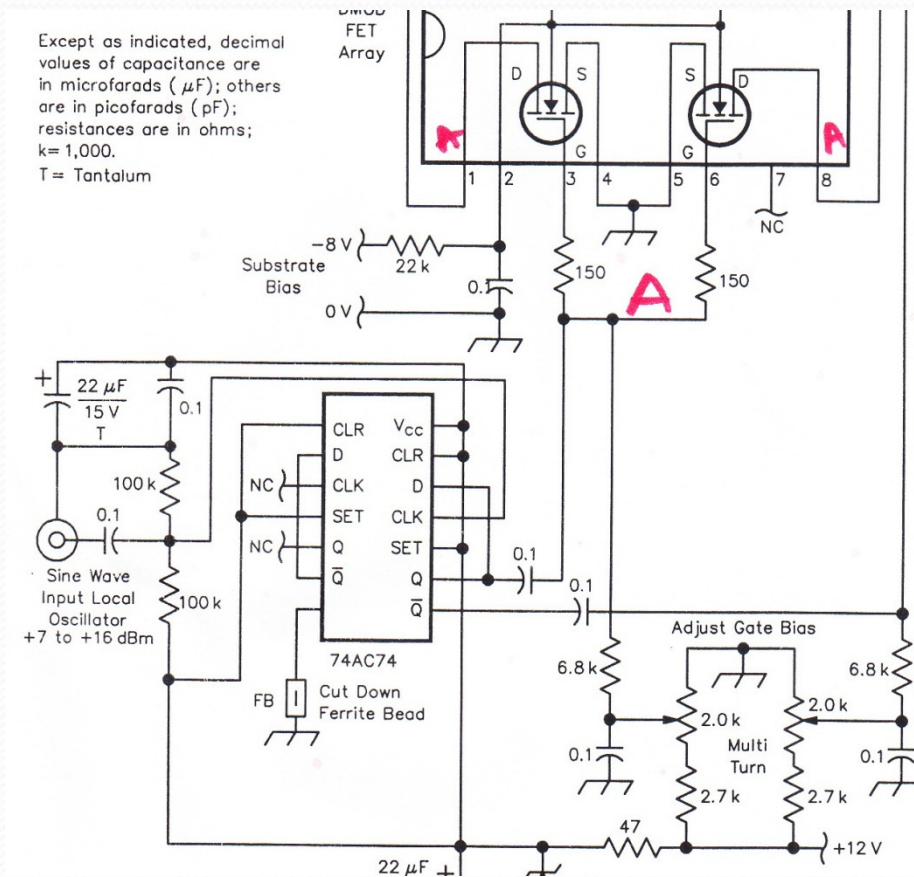 Except as indicated, decimal
values of capacitance are
in microfarads ( µF); others
are in picofarads ( pF);
resistances are in ohms;
k= 1,000.
T= Tantalum
DMOD
FET
Array
D
S
S
D
G
G
A
A
1
2
3
4
5
6
7
8
NC
−8 V
22 k
Substrate
Bias
0.1
0 V
150
A
150
+
22 µF
15 V
T
0.1
100 k
0.1
Sine Wave
Input Local
Oscillator
+7 to +16 dBm
100 k
NC
NC
CLR
D
CLK
SET
Q
Q̅
VCC
CLR
D
CLK
SET
Q
Q̅
74AC74
FB
Cut Down
Ferrite Bead
0.1
0.1
Adjust Gate Bias
6.8 k
6.8 k
2.0 k
2.0 k
Multi
Turn
0.1
0.1
2.7 k
2.7 k
47
+12 V
22 µF +